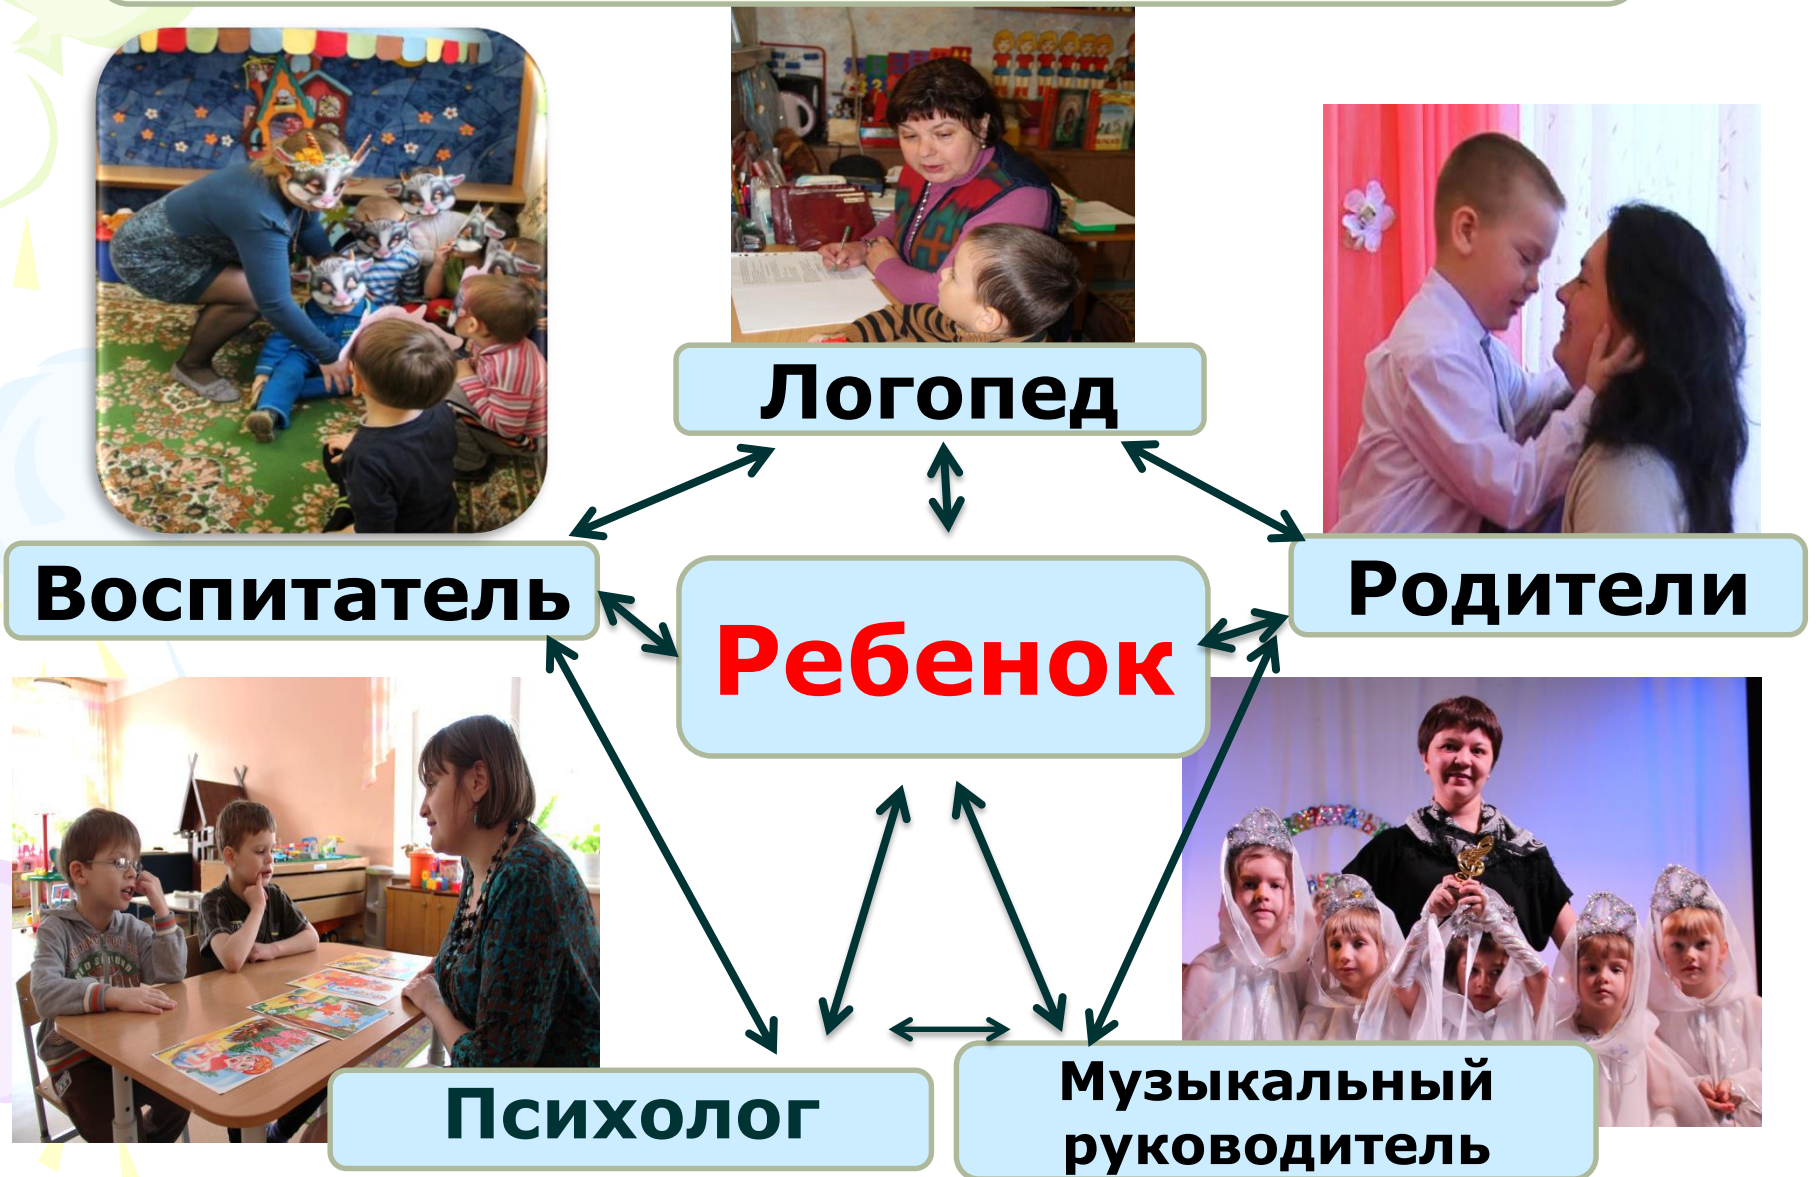 Логопед
Воспитатель
Родители
Ребенок
Психолог
Музыкальный
руководитель